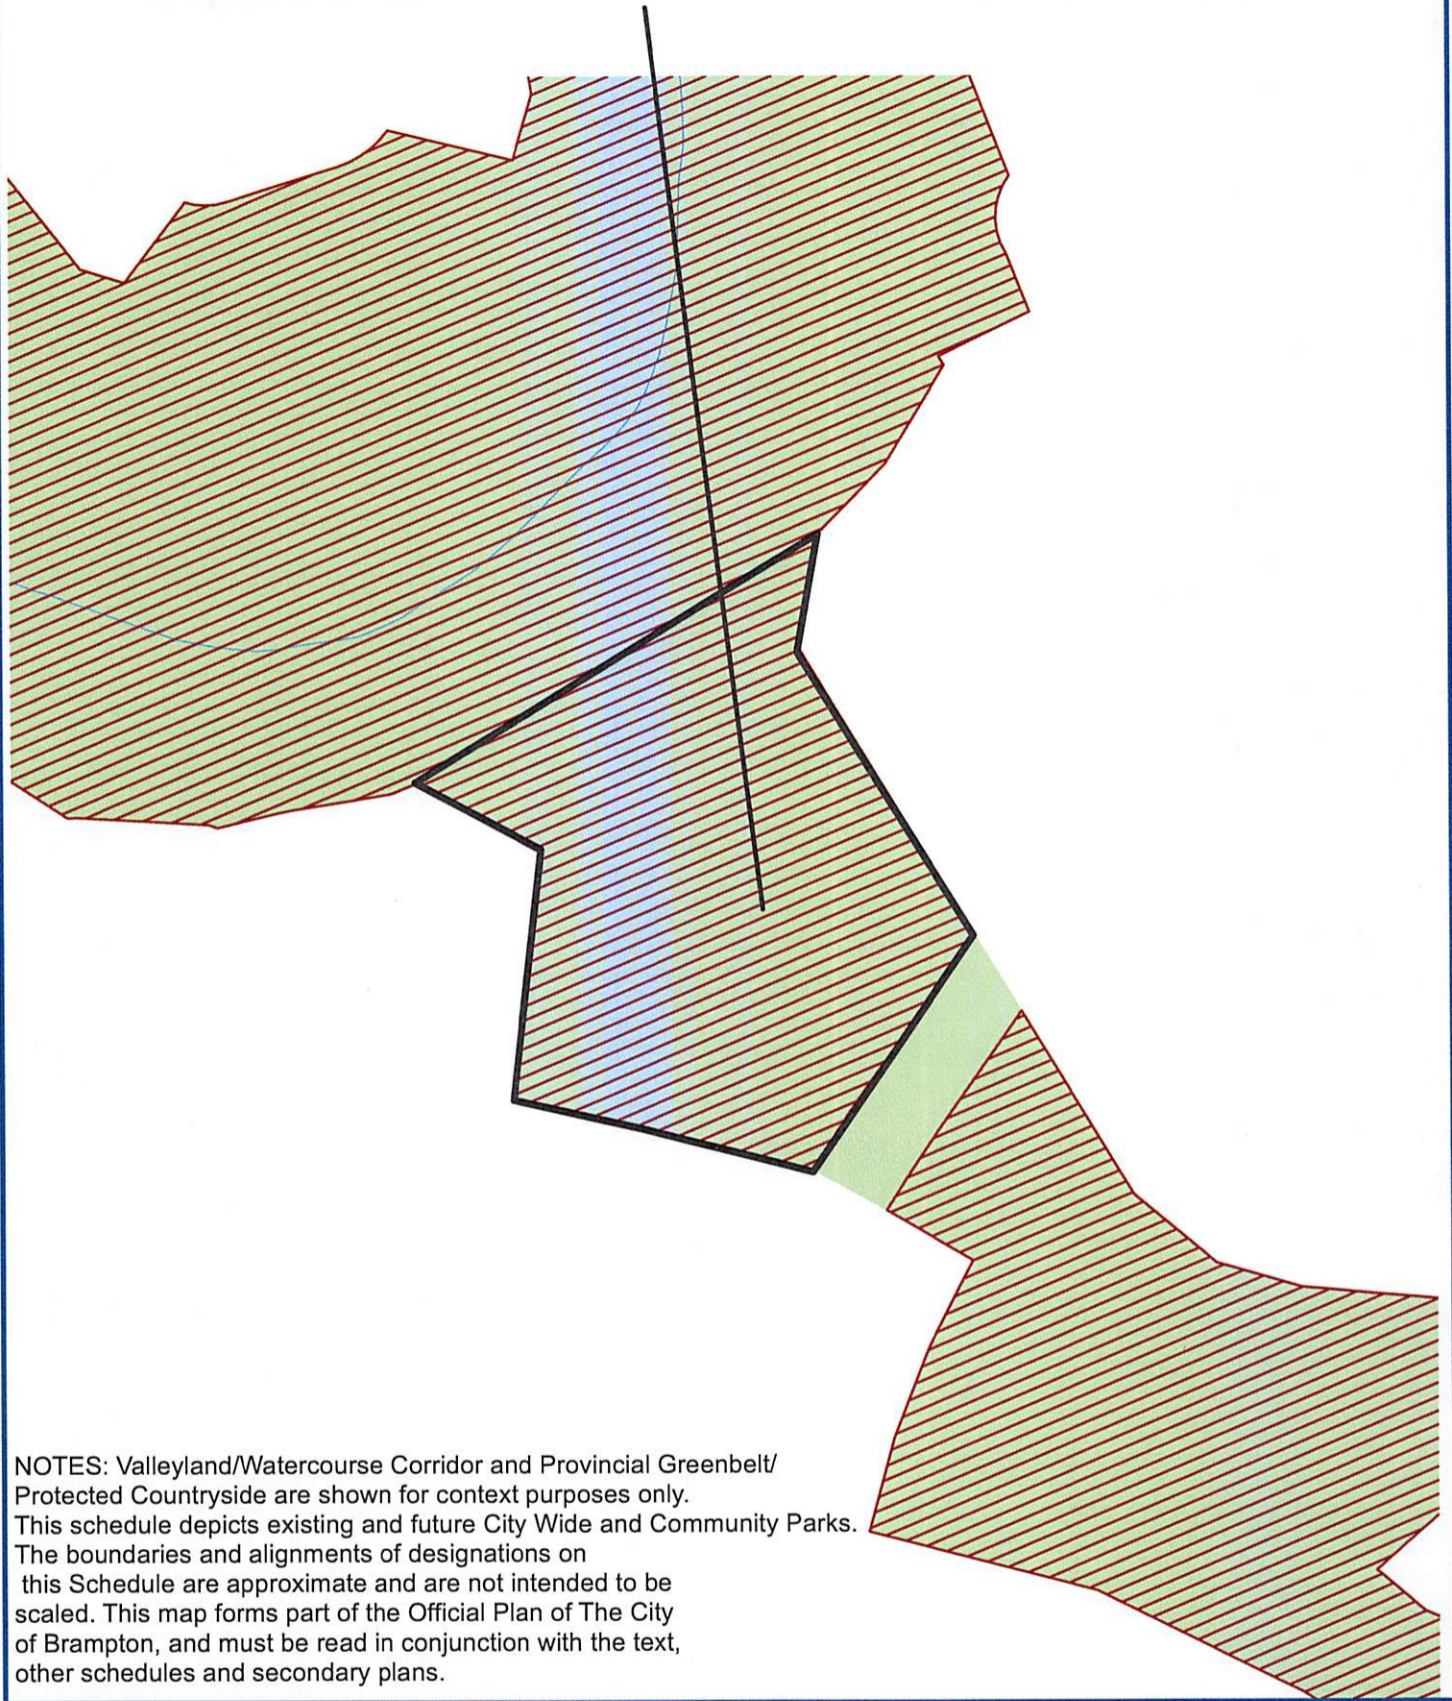 NOTES: Valleyland/Watercourse Corridor and Provincial Greenbelt/
Protected Countryside are shown for context purposes only.
This schedule depicts existing and future City Wide and Community Parks.
The boundaries and alignments of designations on
this Schedule are approximate and are not intended to be
scaled. This map forms part of the Official Plan of The City
of Brampton, and must be read in conjunction with the text,
other schedules and secondary plans.